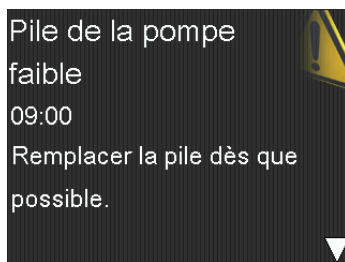 Pile de la pompe
faible
09:00
Remplacer la pile dès que
possible.